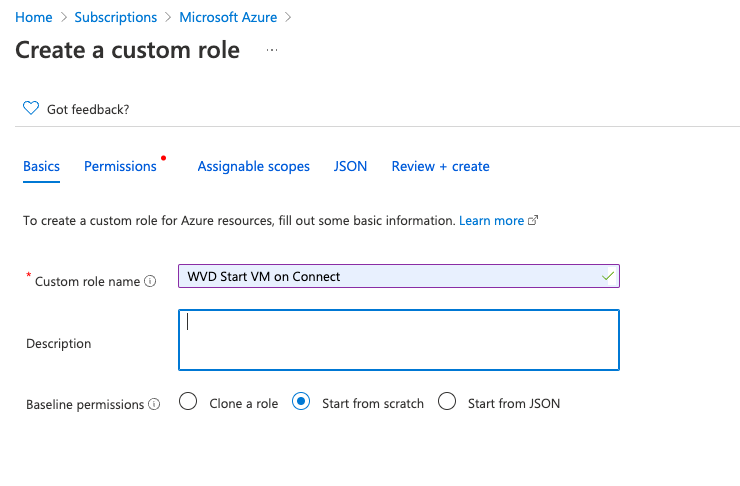 Home > Subscriptions > Microsoft Azure >
Create a custom role ...
Got feedback?
Basics Permissions Assignable scopes JSON Review + create
To create a custom role for Azure resources, fill out some basic information. Learn more
* Custom role name WVD Start VM on Connect
Description
Baseline permissions Clone a role Start from scratch Start from JSON